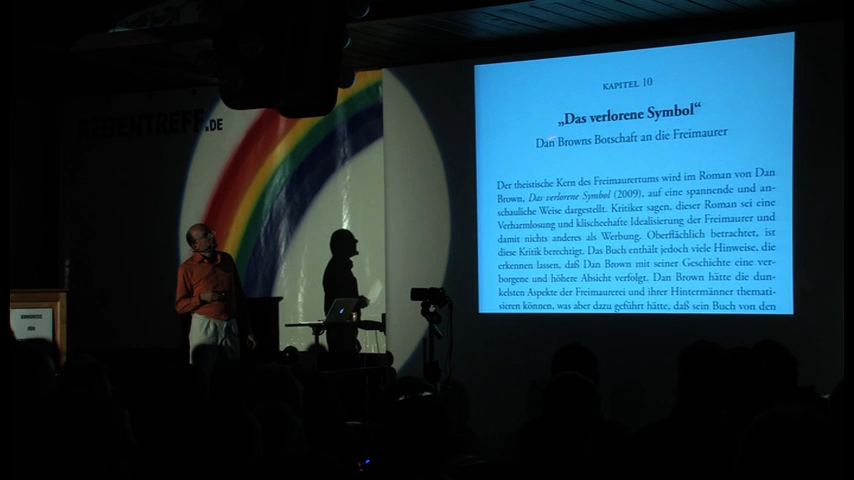 REGENTREFF.DE
KONGRESS
FÜR
KAPITEL 10
„Das verlorene Symbol“
Dan Browns Botschaft an die Freimaurer
Der theistische Kern des Freimaurertums wird im Roman von Dan
Brown, Das verlorene Symbol (2009), auf eine spannende und an-
schauliche Weise dargestellt. Kritiker sagen, dieser Roman sei eine
Verharmlosung und klischeehafte Idealisierung der Freimaurer und
damit nichts anderes als Werbung. Oberflächlich betrachtet, ist
diese Kritik berechtigt. Das Buch enthält jedoch viele Hinweise, die
erkennen lassen, daß Dan Brown mit seiner Geschichte eine ver-
borgene und höhere Absicht verfolgt. Dan Brown hätte die dun-
kelsten Aspekte der Freimaurerei und ihrer Hintermänner themati-
sieren können, was aber dazu geführt hätte, daß sein Buch von den